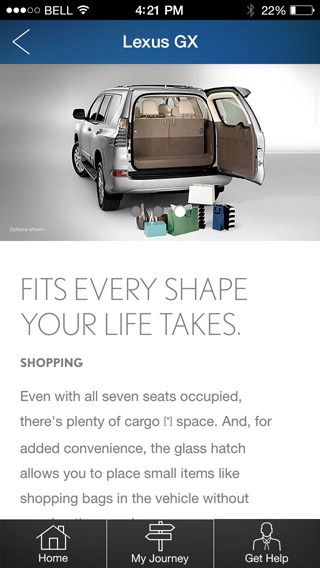 BELL 4:21 PM 22%
Lexus GX
Options shown.
FITS EVERY SHAPE
YOUR LIFE TAKES.
SHOPPING
Even with all seven seats occupied,
there's plenty of cargo [*] space. And, for
added convenience, the glass hatch
allows you to place small items like
shopping bags in the vehicle without
Home My Journey Get Help